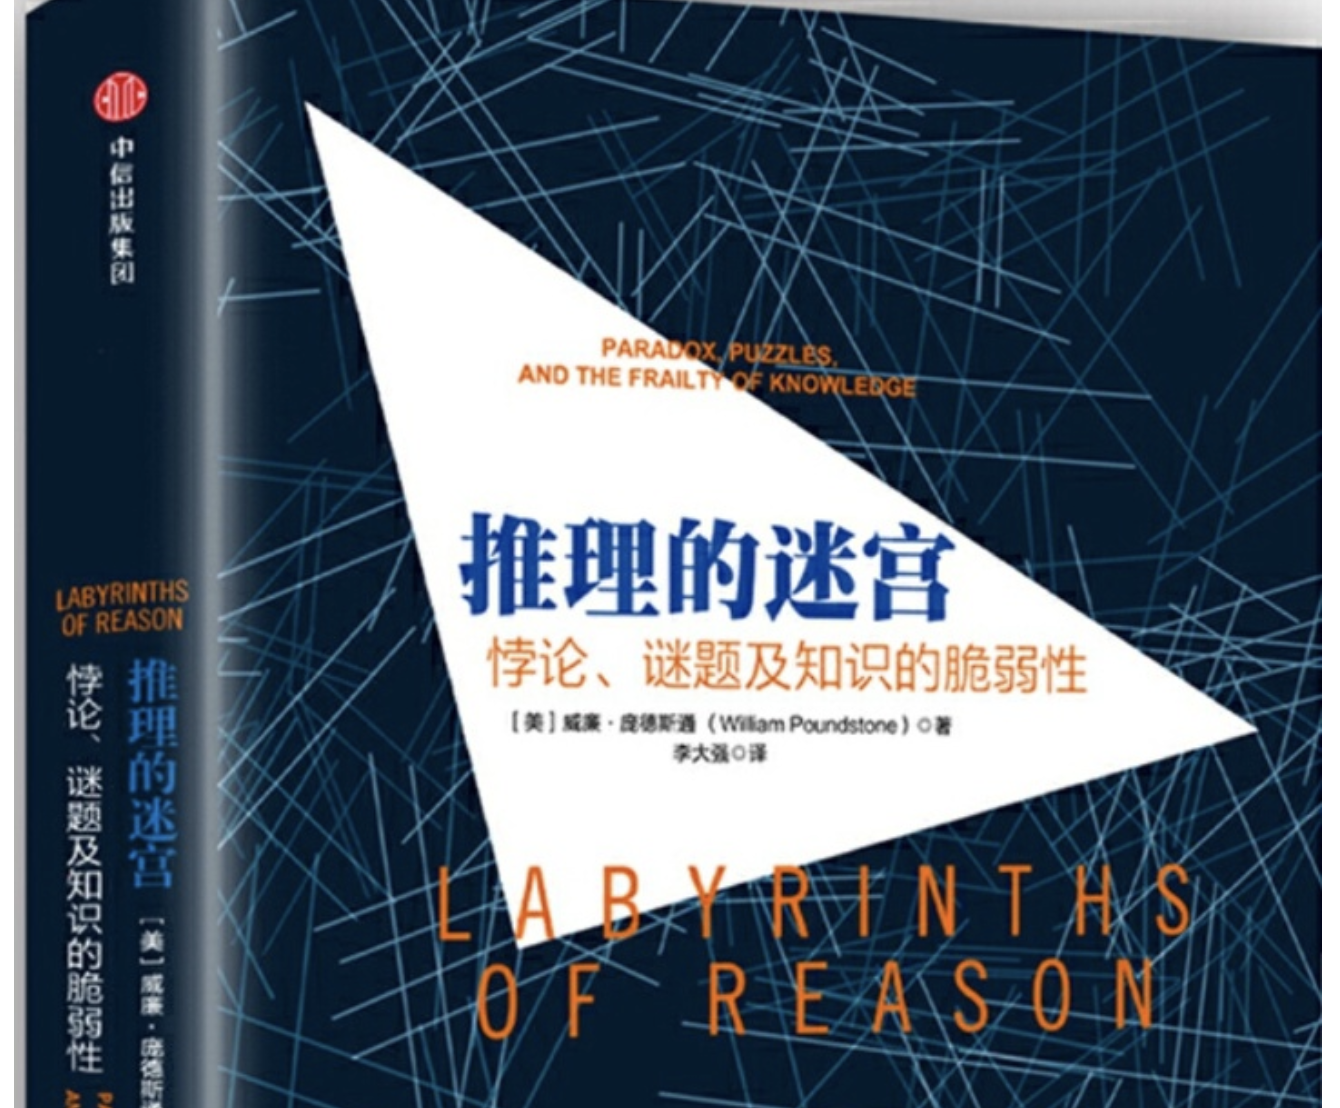 中信出版集团
LABYRINTHS
OF REASON
推理的迷宫
悖论、谜题及知识的脆弱性
[美] 威廉·庞德斯通
PARADOX, PUZZLES,
AND THE FRAILTY OF KNOWLEDGE
推理的迷宫
悖论、谜题及知识的脆弱性
[美] 威廉·庞德斯通 (William Poundstone) ○著
李大强○译
LABYRINTHS
OF REASON